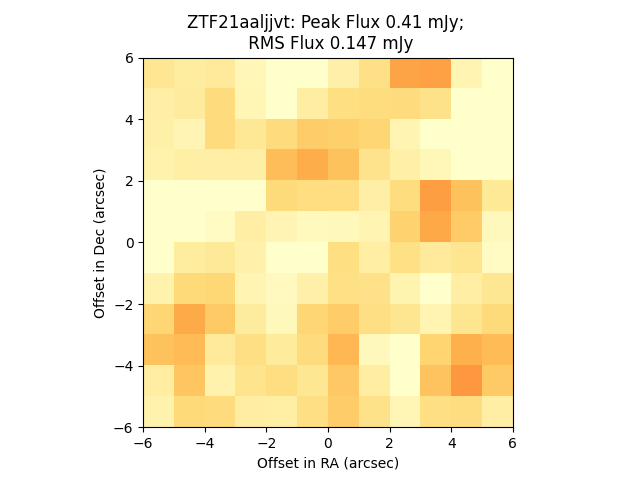 ZTF21aaljjvt: Peak Flux 0.41 mJy;
RMS Flux 0.147 mJy
6
4
2
0
−2
−4
−6
Offset in Dec (arcsec)
−6 −4 −2 0 2 4 6
Offset in RA (arcsec)